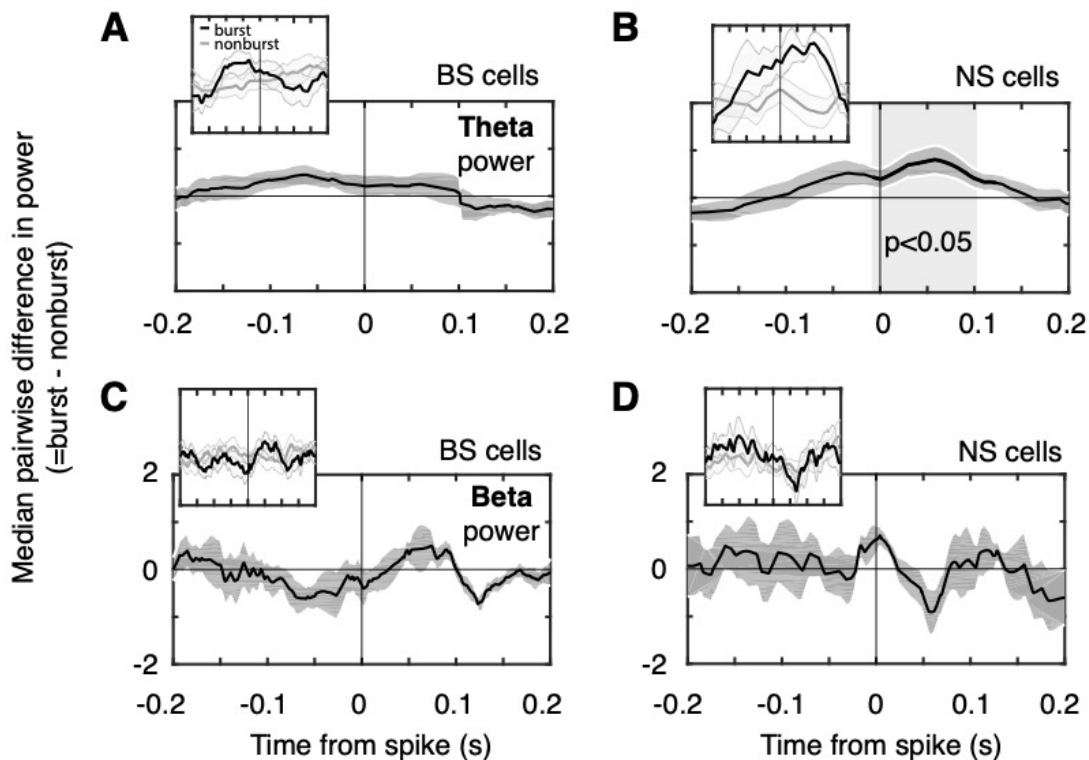 A
burst
nonburst
BS cells
Theta
power
-0.2
-0.1
0
0.1
0.2
B
NS cells
p<0.05
-0.2
-0.1
0
0.1
0.2
Median pairwise difference in power
(=burst - nonburst)
C
BS cells
Beta
power
2
0
-2
-0.2
-0.1
0
0.1
0.2
Time from spike (s)
D
NS cells
2
0
-2
-0.2
-0.1
0
0.1
0.2
Time from spike (s)